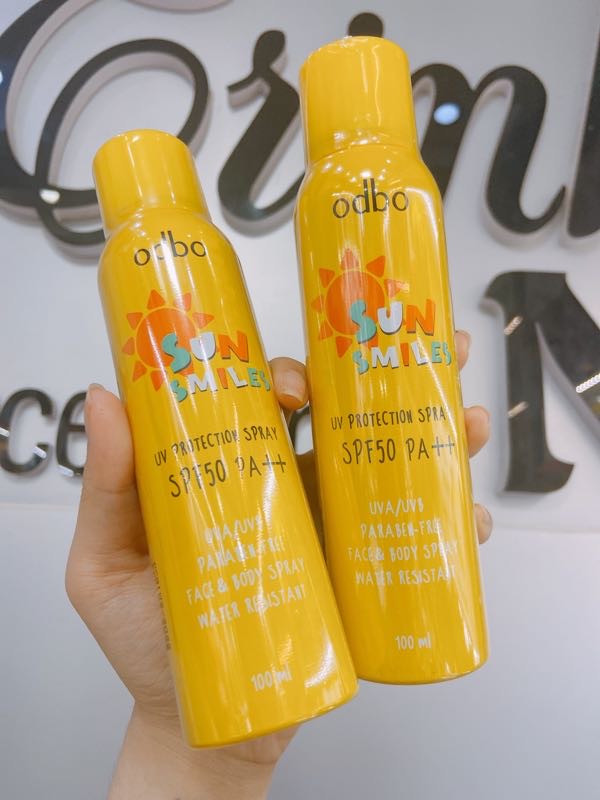 odbo
SUN
SMILES
UV PROTECTION SPRAY
SPF50 PA++
UVA/UVB
PARABEN-FREE
FACE & BODY SPRAY
WATER RESISTANT
100 ml
odbo
SUN
SMILES
UV PROTECTION SPRAY
SPF50 PA++
UVA/UVB
PARABEN-FREE
FACE & BODY SPRAY
WATER RESISTANT
100 ml